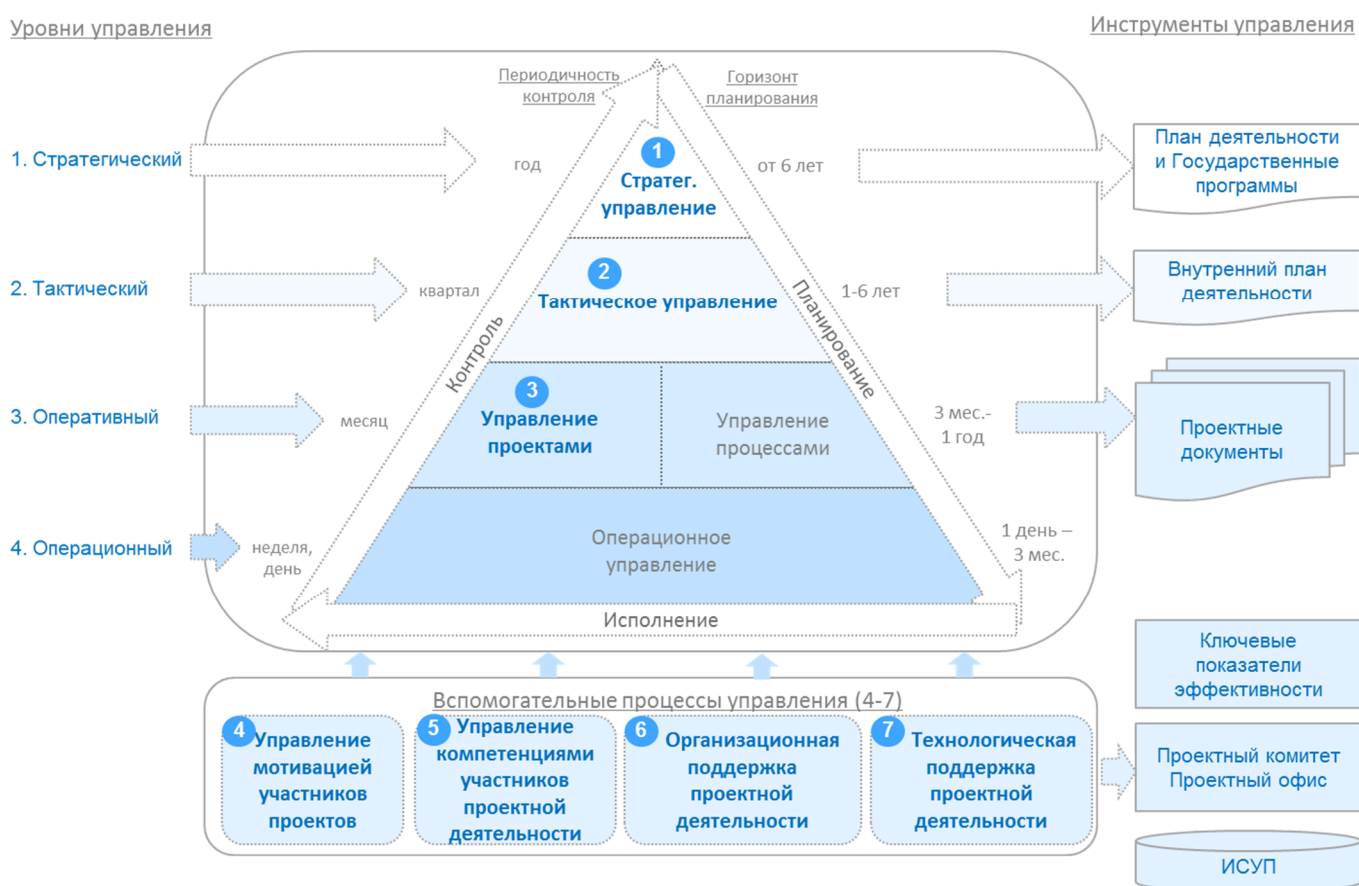 Уровни управления
Инструменты управления
Периодичность
контроля
Горизонт
планирования
1. Стратегический
год
1
Стратег.
управление
от 6 лет
План деятельности
и Государственные
программы
2. Тактический
квартал
2
Тактическое управление
1-6 лет
Внутренний план
деятельности
Контроль
Планирование
3. Оперативный
месяц
3
Управление
проектами
Управление
процессами
3 мес.-
1 год
Проектные
документы
4. Операционный
неделя,
день
Операционное
управление
1 день –
3 мес.
Исполнение
Ключевые
показатели
эффективности
Вспомогательные процессы управления (4-7)
4
Управление
мотивацией
участников
проектов
5
Управление
компетенциями
участников
проектной
деятельности
6
Организационная
поддержка
проектной
деятельности
7
Технологическая
поддержка
проектной
деятельности
Проектный комитет
Проектный офис
ИСУП